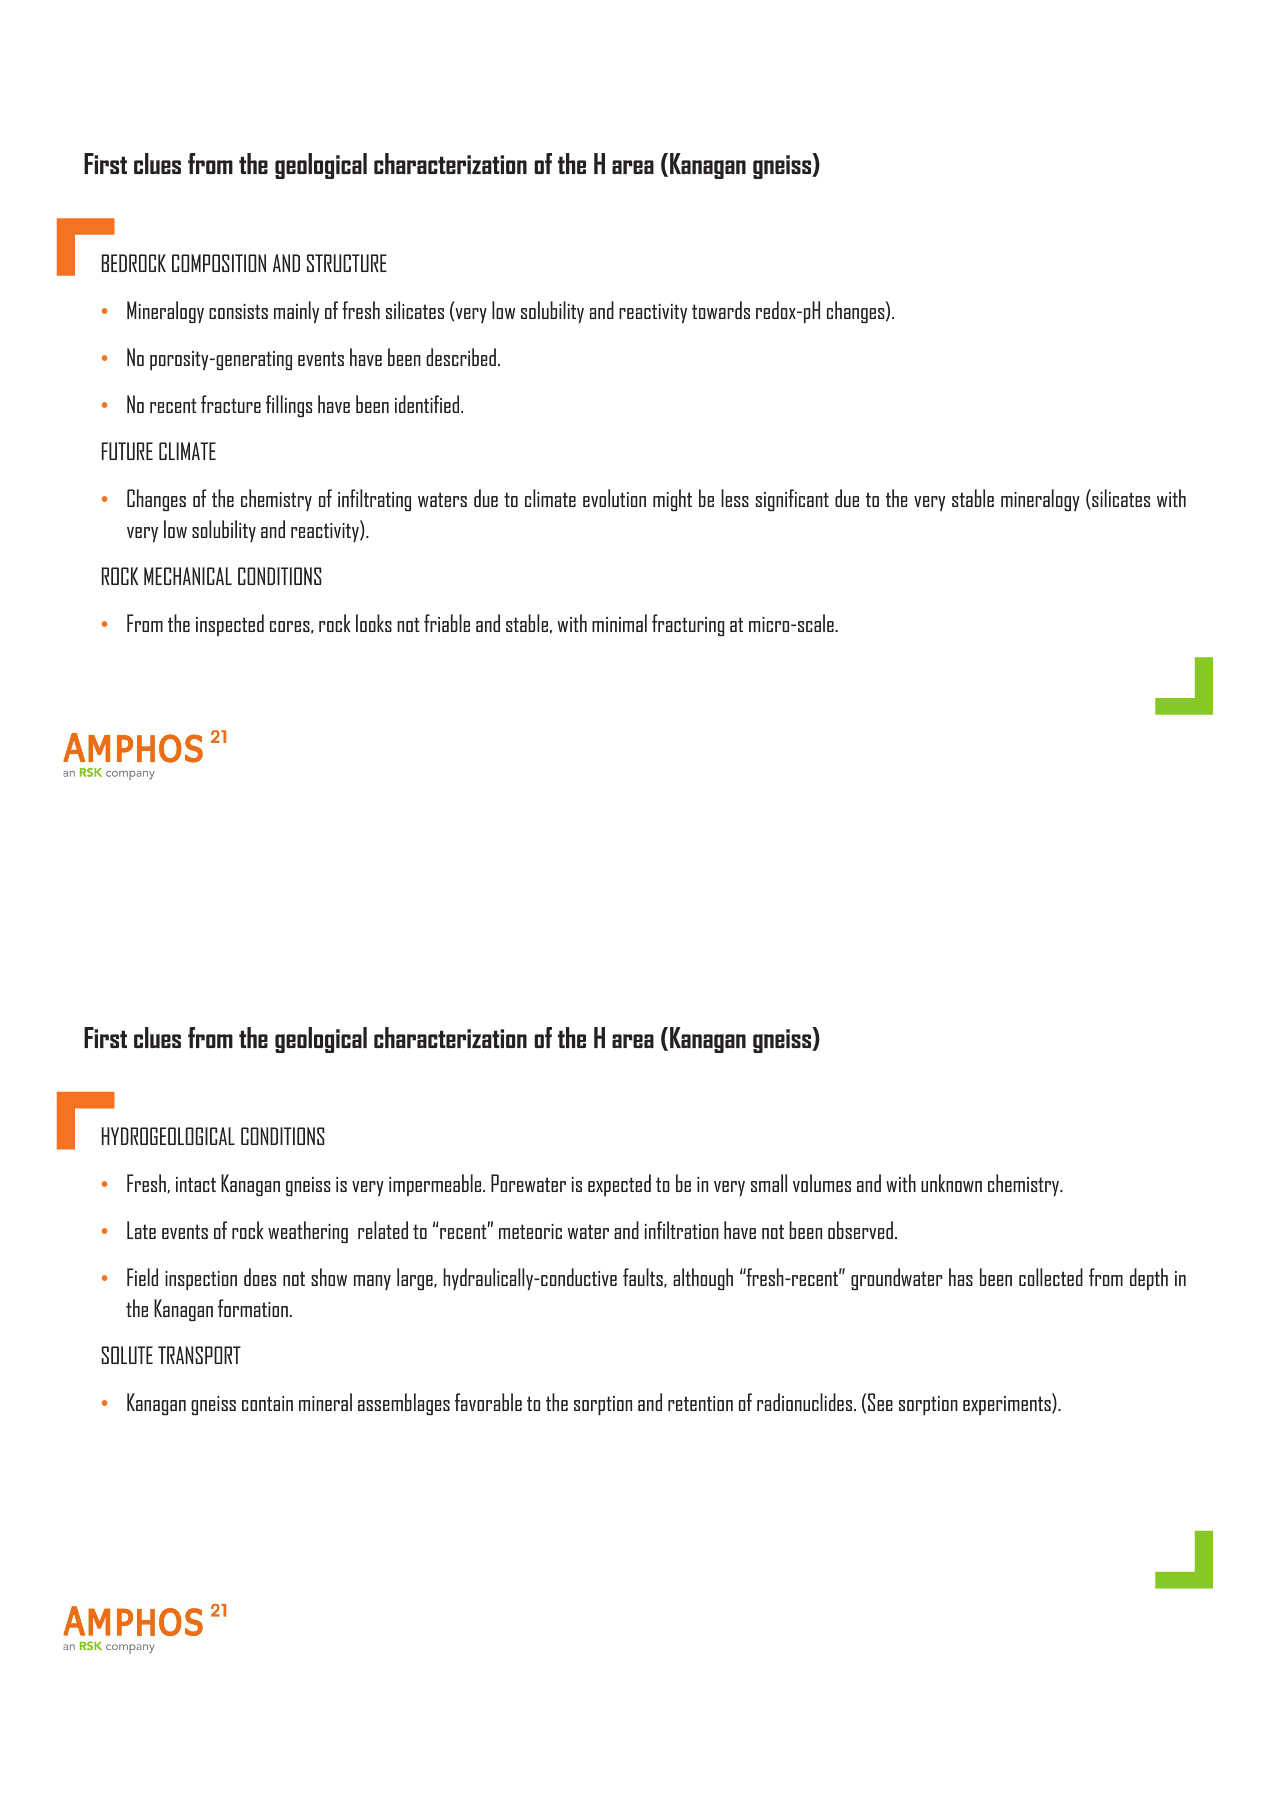 First clues from the geological characterization of the H area (Kanagan gneiss)
BEDROCK COMPOSITION AND STRUCTURE
• Mineralogy consists mainly of fresh silicates (very low solubility and reactivity towards redox-pH changes).
• No porosity-generating events have been described.
• No recent fracture fillings have been identified.
FUTURE CLIMATE
• Changes of the chemistry of infiltrating waters due to climate evolution might be less significant due to the very stable mineralogy (silicates with
very low solubility and reactivity).
ROCK MECHANICAL CONDITIONS
• From the inspected cores, rock looks not friable and stable, with minimal fracturing at micro-scale.
AMPHOS 21
an RSK company
First clues from the geological characterization of the H area (Kanagan gneiss)
HYDROGEOLOGICAL CONDITIONS
• Fresh, intact Kanagan gneiss is very impermeable. Porewater is expected to be in very small volumes and with unknown chemistry.
• Late events of rock weathering  related to “recent” meteoric water and infiltration have not been observed.
• Field inspection does not show many large, hydraulically-conductive faults, although “fresh-recent” groundwater has been collected from depth in
the Kanagan formation.
SOLUTE TRANSPORT
• Kanagan gneiss contain mineral assemblages favorable to the sorption and retention of radionuclides. (See sorption experiments).
AMPHOS 21
an RSK company